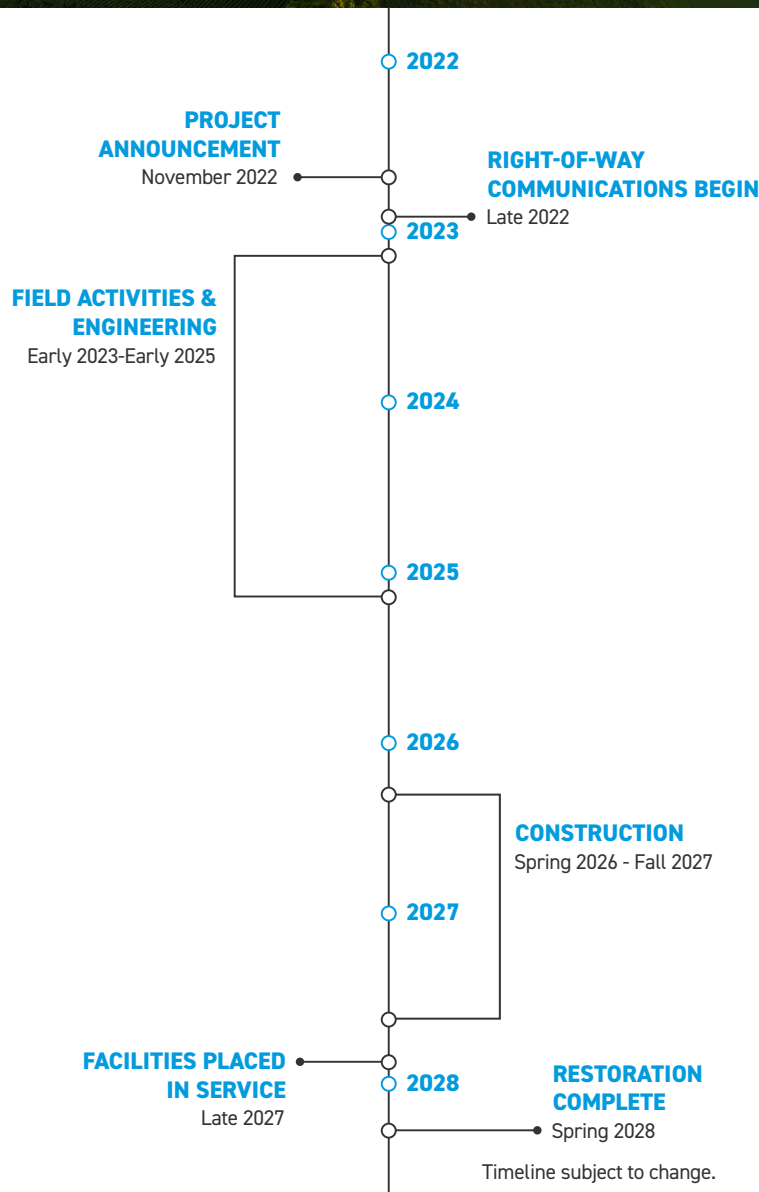 2022
PROJECT
ANNOUNCEMENT
November 2022
RIGHT-OF-WAY
COMMUNICATIONS BEGIN
Late 2022
2023
FIELD ACTIVITIES &
ENGINEERING
Early 2023-Early 2025
2024
2025
2026
CONSTRUCTION
Spring 2026 - Fall 2027
2027
FACILITIES PLACED
IN SERVICE
Late 2027
2028
RESTORATION
COMPLETE
Spring 2028
Timeline subject to change.